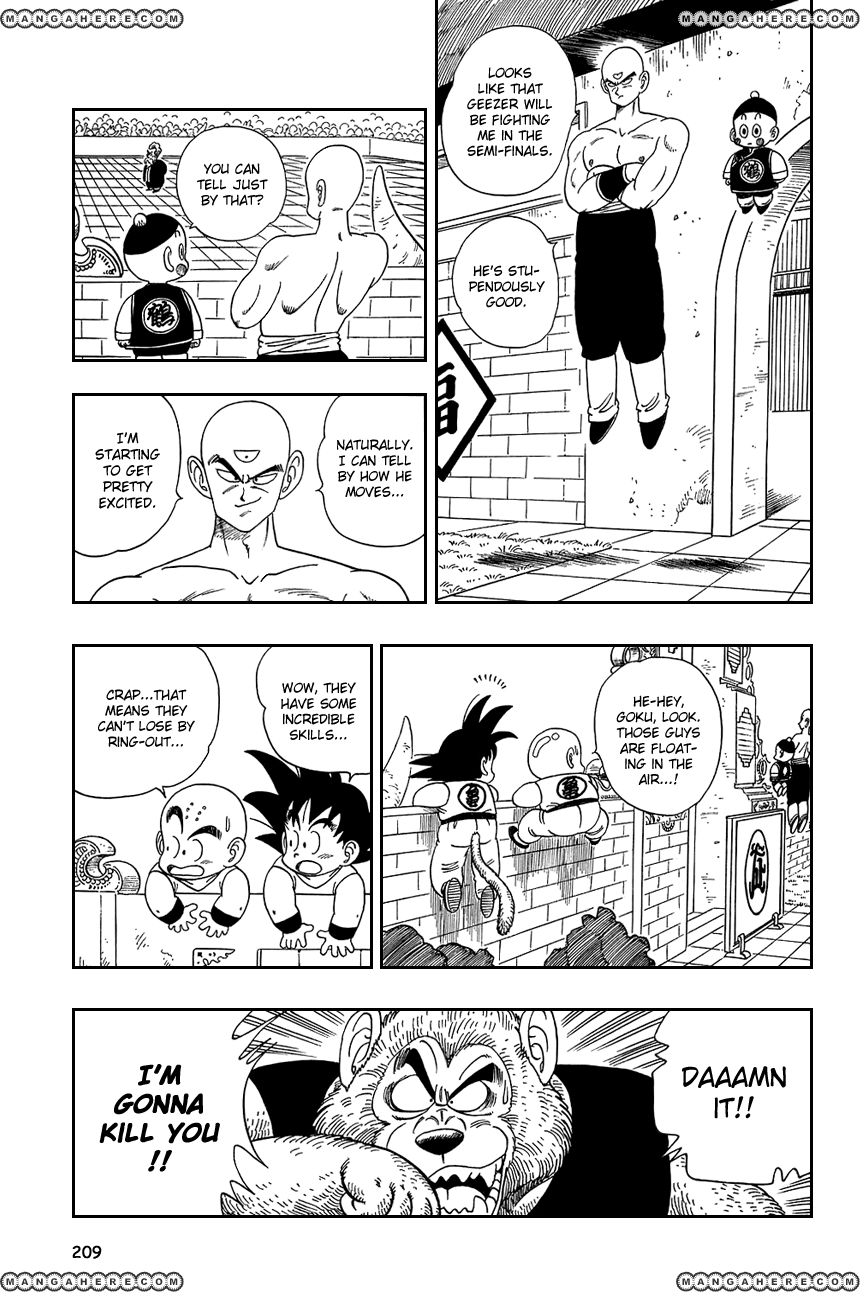 MANGAHERE.COM
MANGAHERE.COM
LOOKS
LIKE THAT
GEEZER WILL
BE FIGHTING
ME IN THE
SEMI-FINALS.
HE'S STU-
PENDOUSLY
GOOD.
YOU CAN
TELL JUST
BY THAT?
鶴
NATURALLY.
I CAN TELL
BY HOW HE
MOVES...
I'M
STARTING
TO GET
PRETTY
EXCITED.
HE-HEY,
GOKU, LOOK.
THOSE GUYS
ARE FLOAT-
ING IN THE
AIR...!
亀
亀
WOW, THEY
HAVE SOME
INCREDIBLE
SKILLS...
CRAP...THAT
MEANS THEY
CAN'T LOSE BY
RING-OUT...
DAAAMN
IT!!
I'M
GONNA
KILL YOU
!!
209
MANGAHERE.COM
MANGAHERE.COM